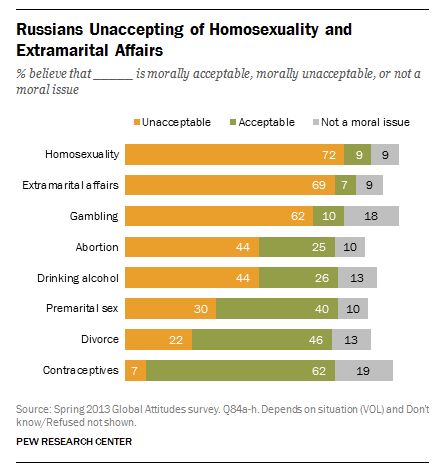 Russians Unaccepting of Homosexuality and
Extramarital Affairs
% believe that _____ is morally acceptable, morally unacceptable, or not a
moral issue
Unacceptable Acceptable Not a moral issue
Homosexuality 72 9 9
Extramarital affairs 69 7 9
Gambling 62 10 18
Abortion 44 25 10
Drinking alcohol 44 26 13
Premarital sex 30 40 10
Divorce 22 46 13
Contraceptives 7 62 19
Source: Spring 2013 Global Attitudes survey. Q84a-h. Depends on situation (VOL) and Don't
know/Refused not shown.
PEW RESEARCH CENTER